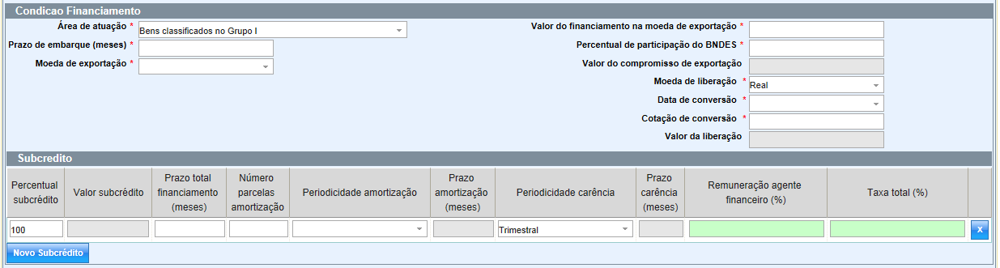 Condicao Financiamento
Área de atuação *
Bens classificados no Grupo I
Prazo de embarque (meses) *
Moeda de exportação *
Valor do financiamento na moeda de exportação *
Percentual de participação do BNDES *
Valor do compromisso de exportação
Moeda de liberação *
Real
Data de conversão *
Cotação de conversão *
Valor da liberação
Subcredito
Percentual
subcrédito
Valor subcrédito
Prazo total
financiamento
(meses)
Número
parcelas
amortização
Periodicidade amortização
Prazo
amortização
(meses)
Periodicidade carência
Prazo
carência
(meses)
Remuneração agente
financeiro (%)
Taxa total (%)
100
Trimestral
x
Novo Subcrédito